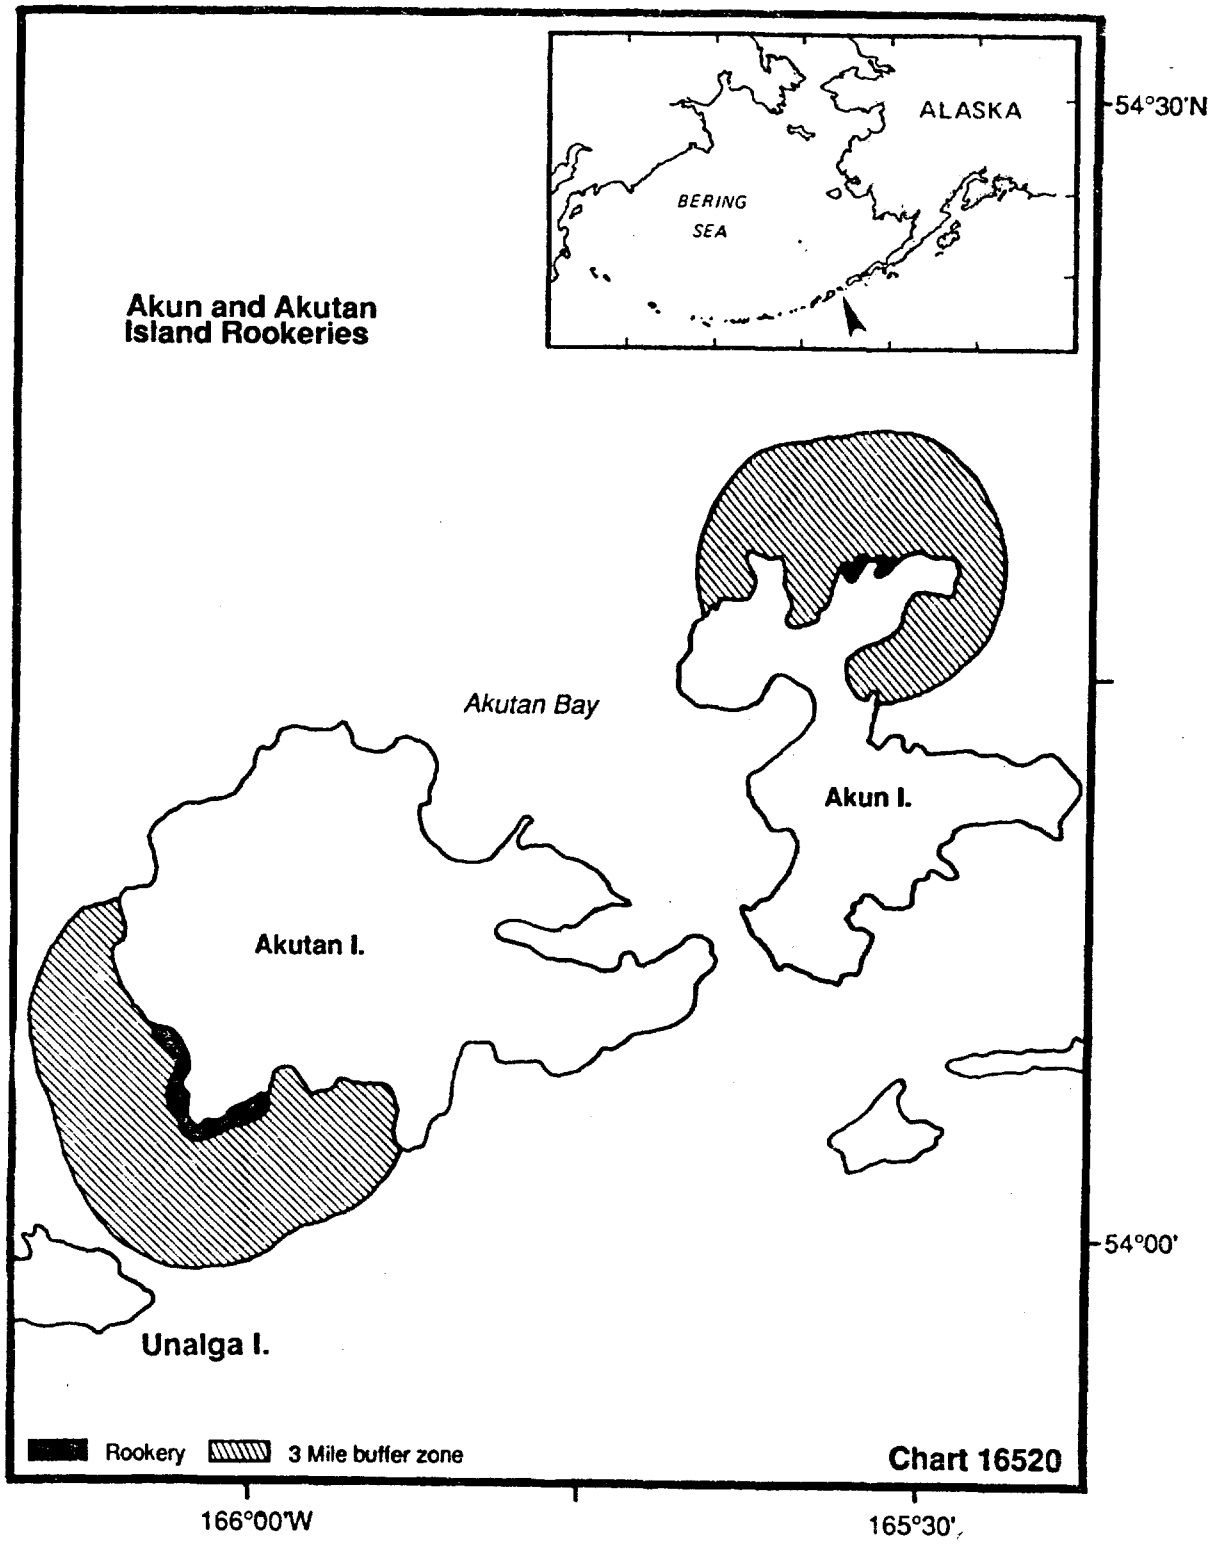 54°30'N
ALASKA
BERING
SEA
Akun and Akutan
Island Rookeries
Akutan Bay
Akun I.
Akutan I.
54°00'
Unalga I.
Rookery
3 Mile buffer zone
Chart 16520
166°00'W
165°30'